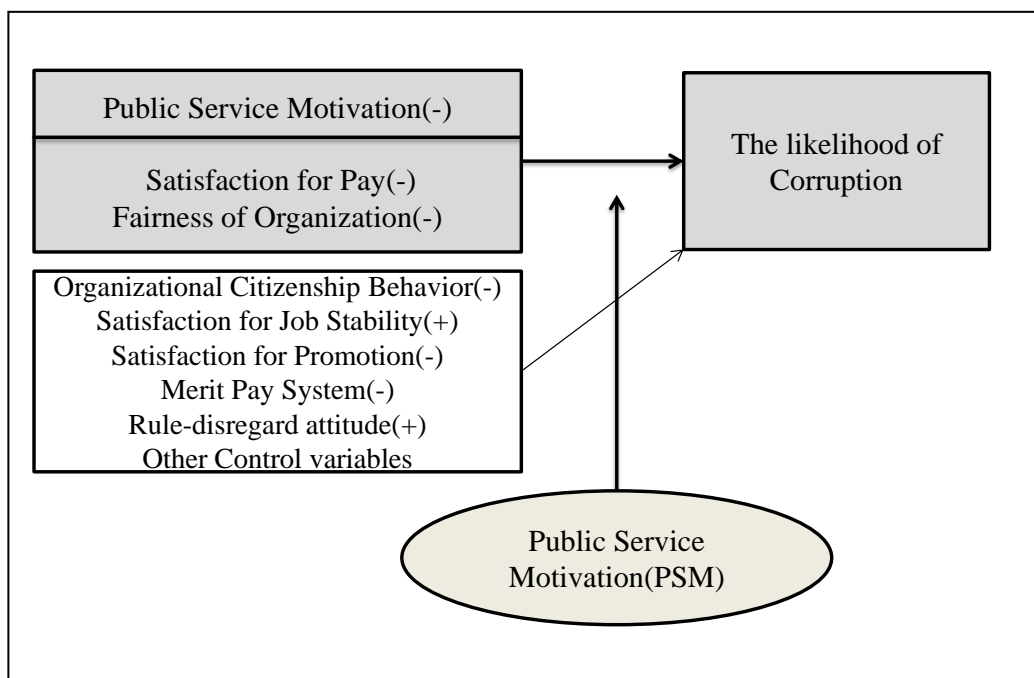 Public Service Motivation(-)
Satisfaction for Pay(-)
Fairness of Organization(-)
The likelihood of
Corruption
Organizational Citizenship Behavior(-)
Satisfaction for Job Stability(+)
Satisfaction for Promotion(-)
Merit Pay System(-)
Rule-disregard attitude(+)
Other Control variables
Public Service
Motivation(PSM)